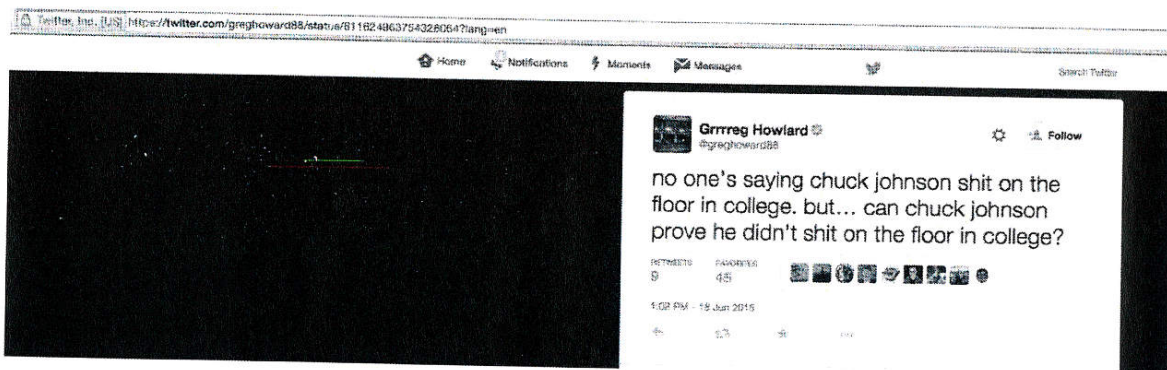 Twitter, Inc. [US] https://twitter.com/greghoward88/status/611624963754328064?lang=en
Home Notifications Moments Messages Search Twitter
Grrrreg Howlard
@greghoward88
Follow
no one's saying chuck johnson shit on the
floor in college. but... can chuck johnson
prove he didn't shit on the floor in college?
RETWEETS FAVORITES
9 45
1:02 PM - 18 Jun 2015